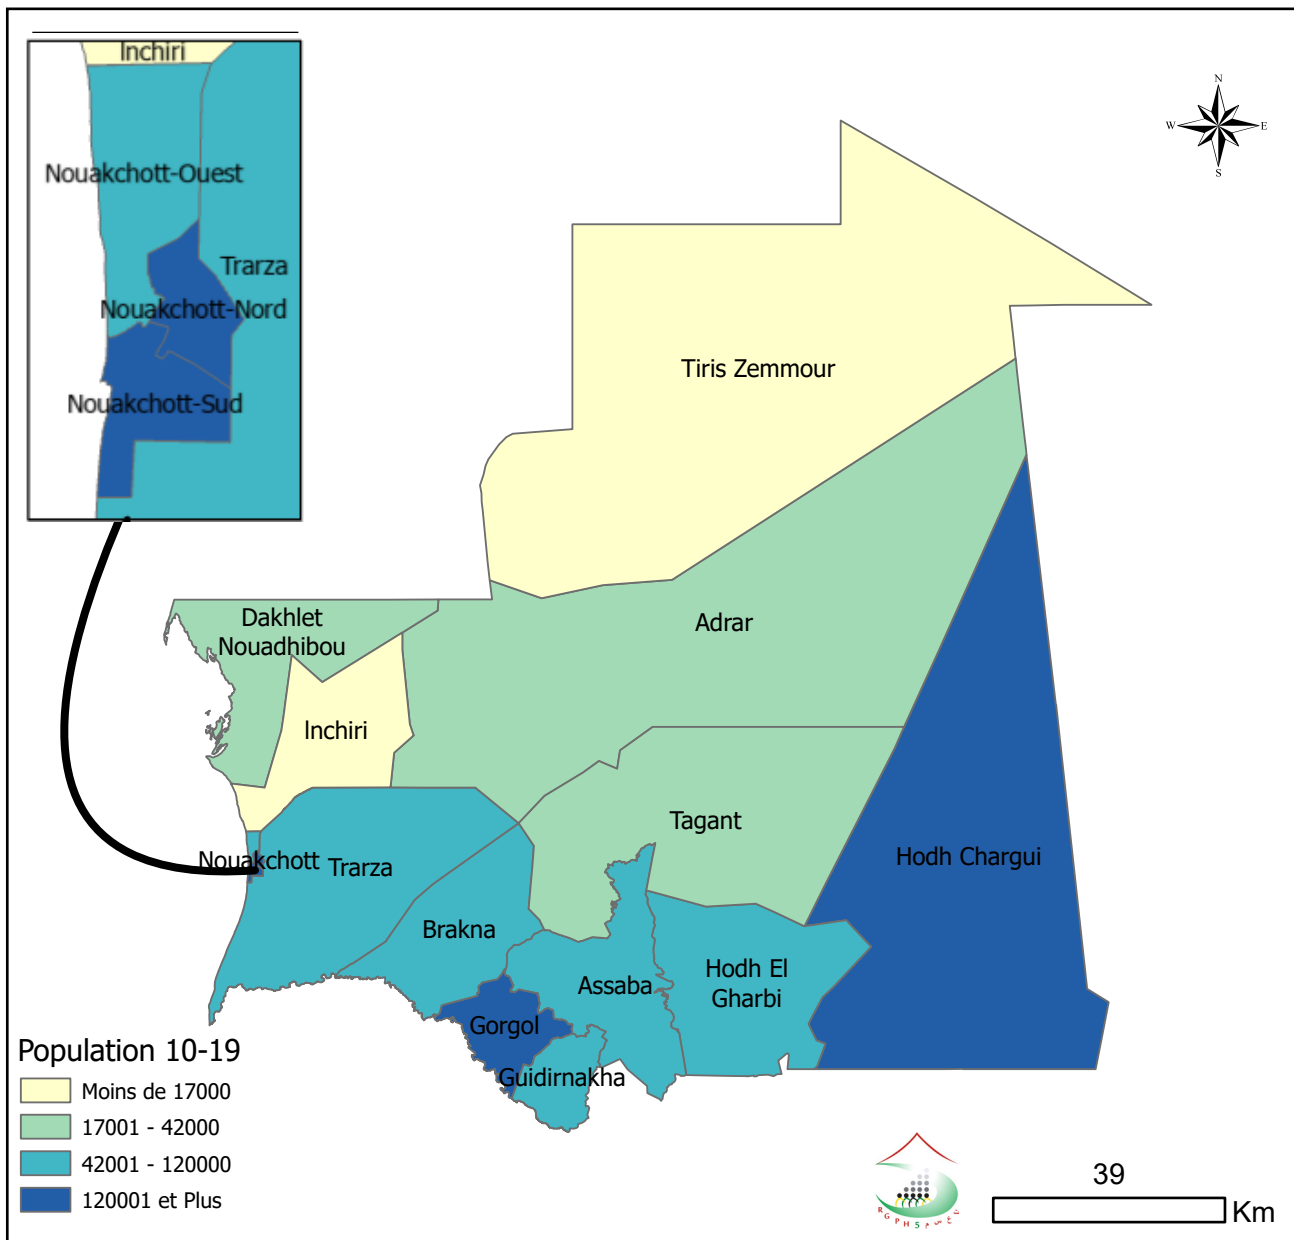 Inchiri
Nouakchott-Ouest
Trarza
Nouakchott-Nord
Nouakchott-Sud
N
W
E
S
Tiris Zemmour
Adrar
Dakhlet
Nouadhibou
Inchiri
Tagant
Hodh Chargui
Nouakchott
Trarza
Brakna
Assaba
Hodh El
Gharbi
Gorgol
Guidirnakha
Population 10-19
Moins de 17000
17001 - 42000
42001 - 120000
120001 et Plus
RGPH5
39
Km